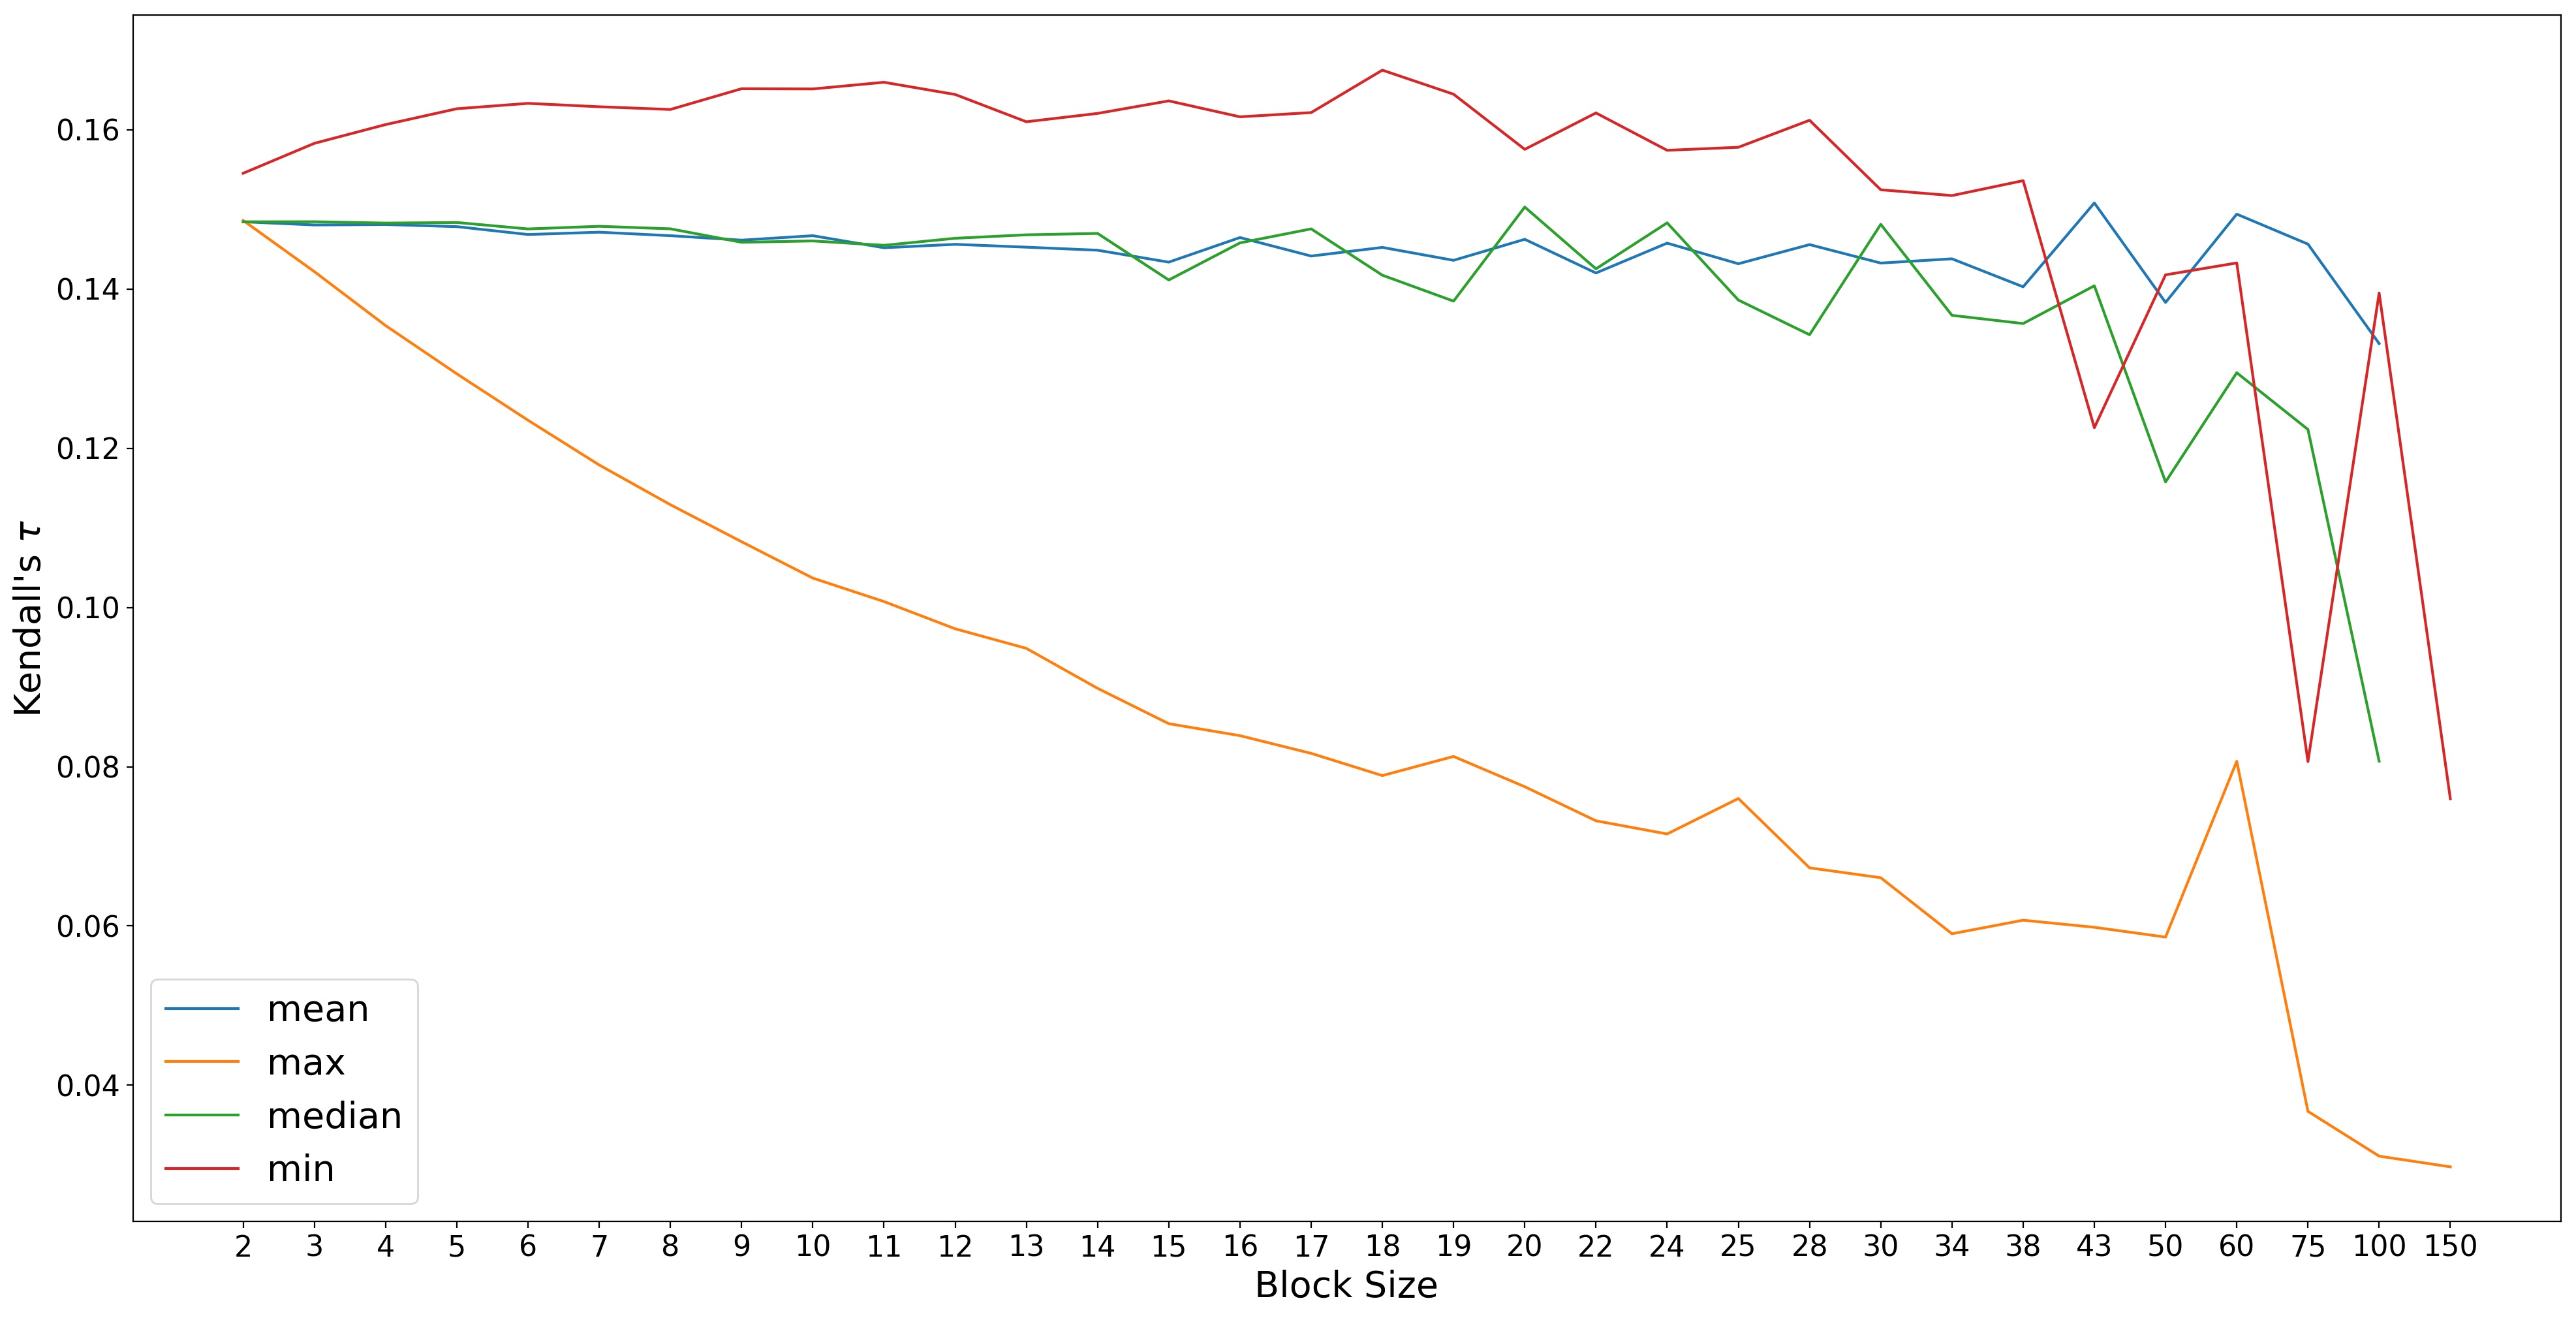 0.16
0.14
0.12
0.10
0.08
0.06
0.04
Kendall's τ
mean
max
median
min
2 3 4 5 6 7 8 9 10 11 12 13 14 15 16 17 18 19 20 22 24 25 28 30 34 38 43 50 60 75 100 150
Block Size